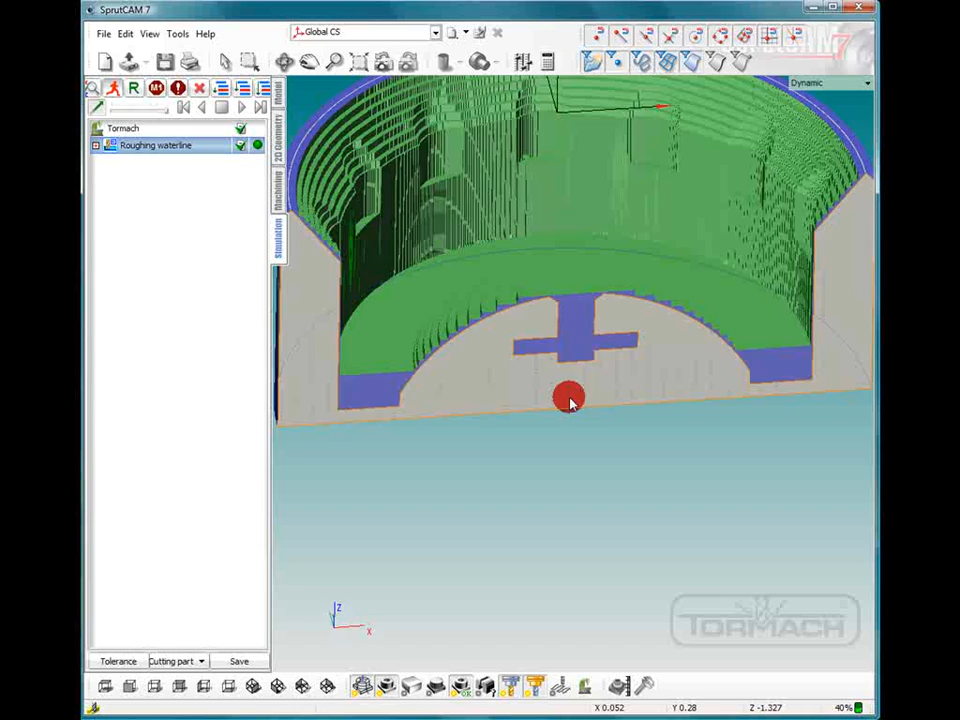 SprutCAM 7
File Edit View Tools Help
Global CS
Dynamic
Tormach
Roughing waterline
Model
2D Geometry
Machining
Simulation
Z
X
TORMACH
Tolerance
Cutting part
Save
X 0.052
Y 0.28
Z -1.327
40%